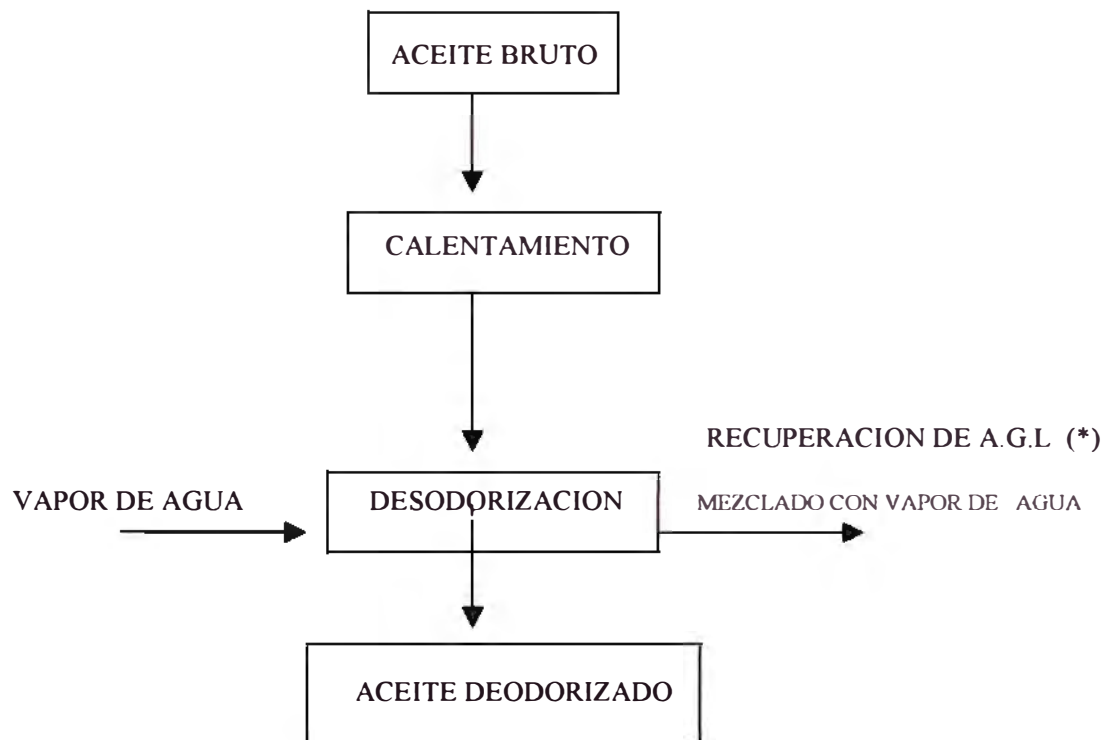 ACEITE BRUTO
CALENTAMIENTO
RECUPERACION DE A.G.L (*)
VAPOR DE AGUA
DESODORIZACION
MEZCLADO CON VAPOR DE AGUA
ACEITE DEODORIZADO